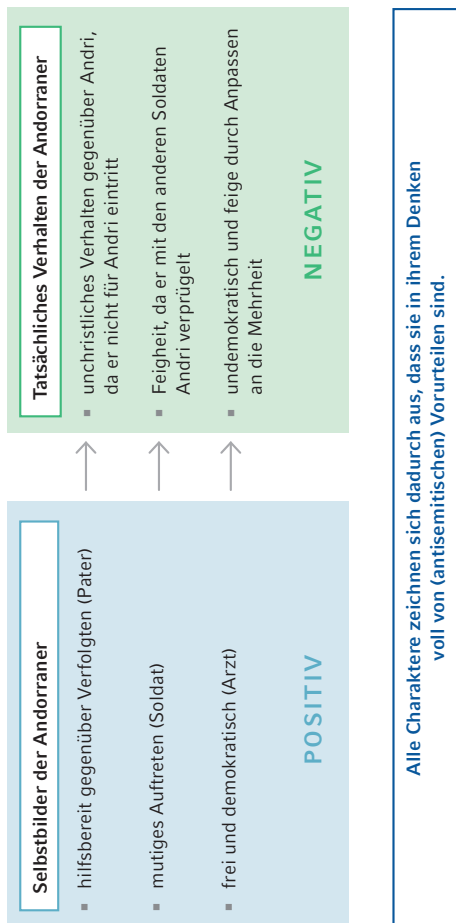 Selbstbilder der Andorraner
hilfsbereit gegenüber Verfolgten (Pater)
mutiges Auftreten (Soldat)
frei und demokratisch (Arzt)
POSITIV
Tatsächliches Verhalten der Andorraner
unchristliches Verhalten gegenüber Andri,
da er nicht für Andri eintritt
Feigheit, da er mit den anderen Soldaten
Andri verprügelt
undemokratisch und feige durch Anpassen
an die Mehrheit
NEGATIV
Alle Charaktere zeichnen sich dadurch aus, dass sie in ihrem Denken
voll von (antisemitischen) Vorurteilen sind.